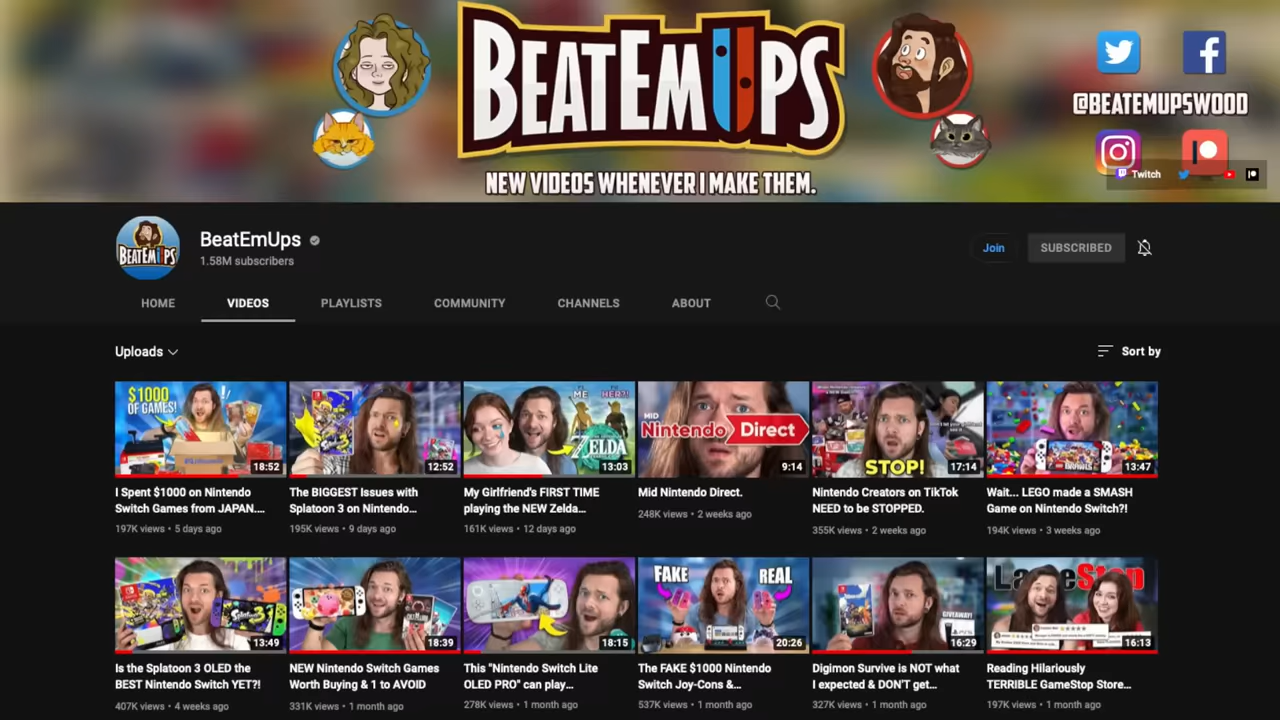 BEATEMUPS
NEW VIDEOS WHENEVER I MAKE THEM.
@BEATEMUPSWOOD
Twitch
BEATEMUPS
BeatEmUps
1.58M subscribers
Join
SUBSCRIBED
HOME
VIDEOS
PLAYLISTS
COMMUNITY
CHANNELS
ABOUT
Uploads
Sort by
$1000
OF GAMES!
18:52
12:52
ME
HER?!
ZELDA
13:03
MID
Nintendo Direct
9:14
STOP!
17:14
13:47
I Spent $1000 on Nintendo
Switch Games from JAPAN....
197K views • 5 days ago
The BIGGEST Issues with
Splatoon 3 on Nintendo...
195K views • 9 days ago
My Girlfriend's FIRST TIME
playing the NEW Zelda...
161K views • 12 days ago
Mid Nintendo Direct.
248K views • 2 weeks ago
Nintendo Creators on TikTok
NEED to be STOPPED.
355K views • 2 weeks ago
Wait... LEGO made a SMASH
Game on Nintendo Switch?!
194K views • 3 weeks ago
Splatoon 3!
13:49
18:39
18:15
FAKE
REAL
20:26
GIVEAWAY!
16:29
LameStop
16:13
Is the Splatoon 3 OLED the
BEST Nintendo Switch YET?!
407K views • 4 weeks ago
NEW Nintendo Switch Games
Worth Buying & 1 to AVOID
331K views • 1 month ago
This "Nintendo Switch Lite
OLED PRO" can play...
278K views • 1 month ago
The FAKE $1000 Nintendo
Switch Joy-Cons &...
537K views • 1 month ago
Digimon Survive is NOT what
I expected & DON'T get...
327K views • 1 month ago
Reading Hilariously
TERRIBLE GameStop Store...
197K views • 1 month ago